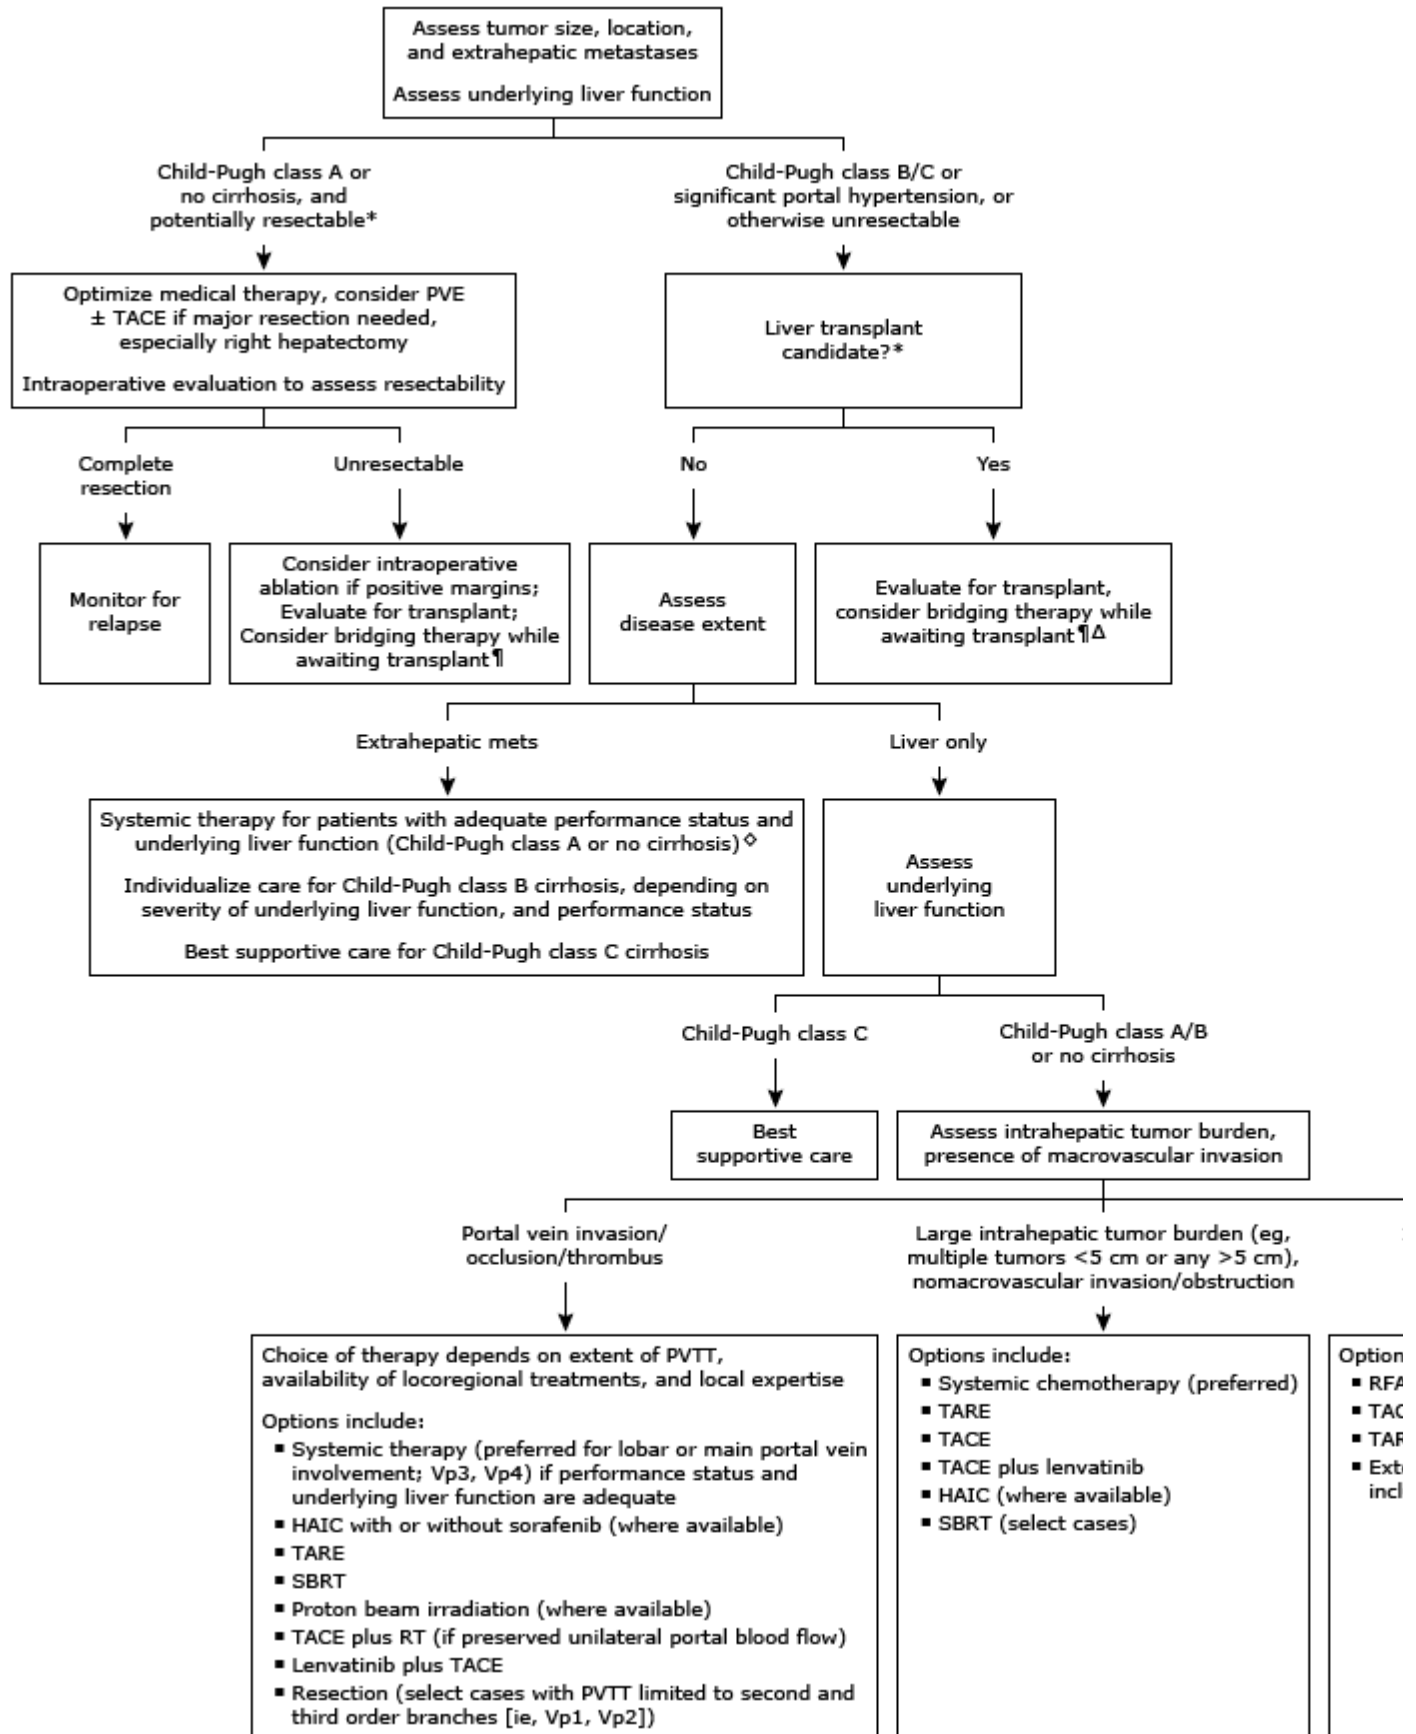 Assess tumor size, location,
and extrahepatic metastases
Assess underlying liver function
Child-Pugh class A or
no cirrhosis, and
potentially resectable*
Child-Pugh class B/C or
significant portal hypertension, or
otherwise unresectable
Optimize medical therapy, consider PVE
± TACE if major resection needed,
especially right hepatectomy
Intraoperative evaluation to assess resectability
Liver transplant
candidate?*
Complete
resection
Unresectable
No
Yes
Monitor for
relapse
Consider intraoperative
ablation if positive margins;
Evaluate for transplant;
Consider bridging therapy while
awaiting transplant¶
Assess
disease extent
Evaluate for transplant,
consider bridging therapy while
awaiting transplant¶Δ
Extrahepatic mets
Liver only
Systemic therapy for patients with adequate performance status and
underlying liver function (Child-Pugh class A or no cirrhosis)◇
Individualize care for Child-Pugh class B cirrhosis, depending on
severity of underlying liver function, and performance status
Best supportive care for Child-Pugh class C cirrhosis
Assess
underlying
liver function
Child-Pugh class C
Child-Pugh class A/B
or no cirrhosis
Best
supportive care
Assess intrahepatic tumor burden,
presence of macrovascular invasion
Portal vein invasion/
occlusion/thrombus
Large intrahepatic tumor burden (eg,
multiple tumors <5 cm or any >5 cm),
nomacrovascular invasion/obstruction
Choice of therapy depends on extent of PVTT,
availability of locoregional treatments, and local expertise
Options include:
▪ Systemic therapy (preferred for lobar or main portal vein
involvement; Vp3, Vp4) if performance status and
underlying liver function are adequate
▪ HAIC with or without sorafenib (where available)
▪ TARE
▪ SBRT
▪ Proton beam irradiation (where available)
▪ TACE plus RT (if preserved unilateral portal blood flow)
▪ Lenvatinib plus TACE
▪ Resection (select cases with PVTT limited to second and
third order branches [ie, Vp1, Vp2])
Options include:
▪ Systemic chemotherapy (preferred)
▪ TARE
▪ TACE
▪ TACE plus lenvatinib
▪ HAIC (where available)
▪ SBRT (select cases)
Option
▪ RFA
▪ TAC
▪ TAR
▪ Ext
incl